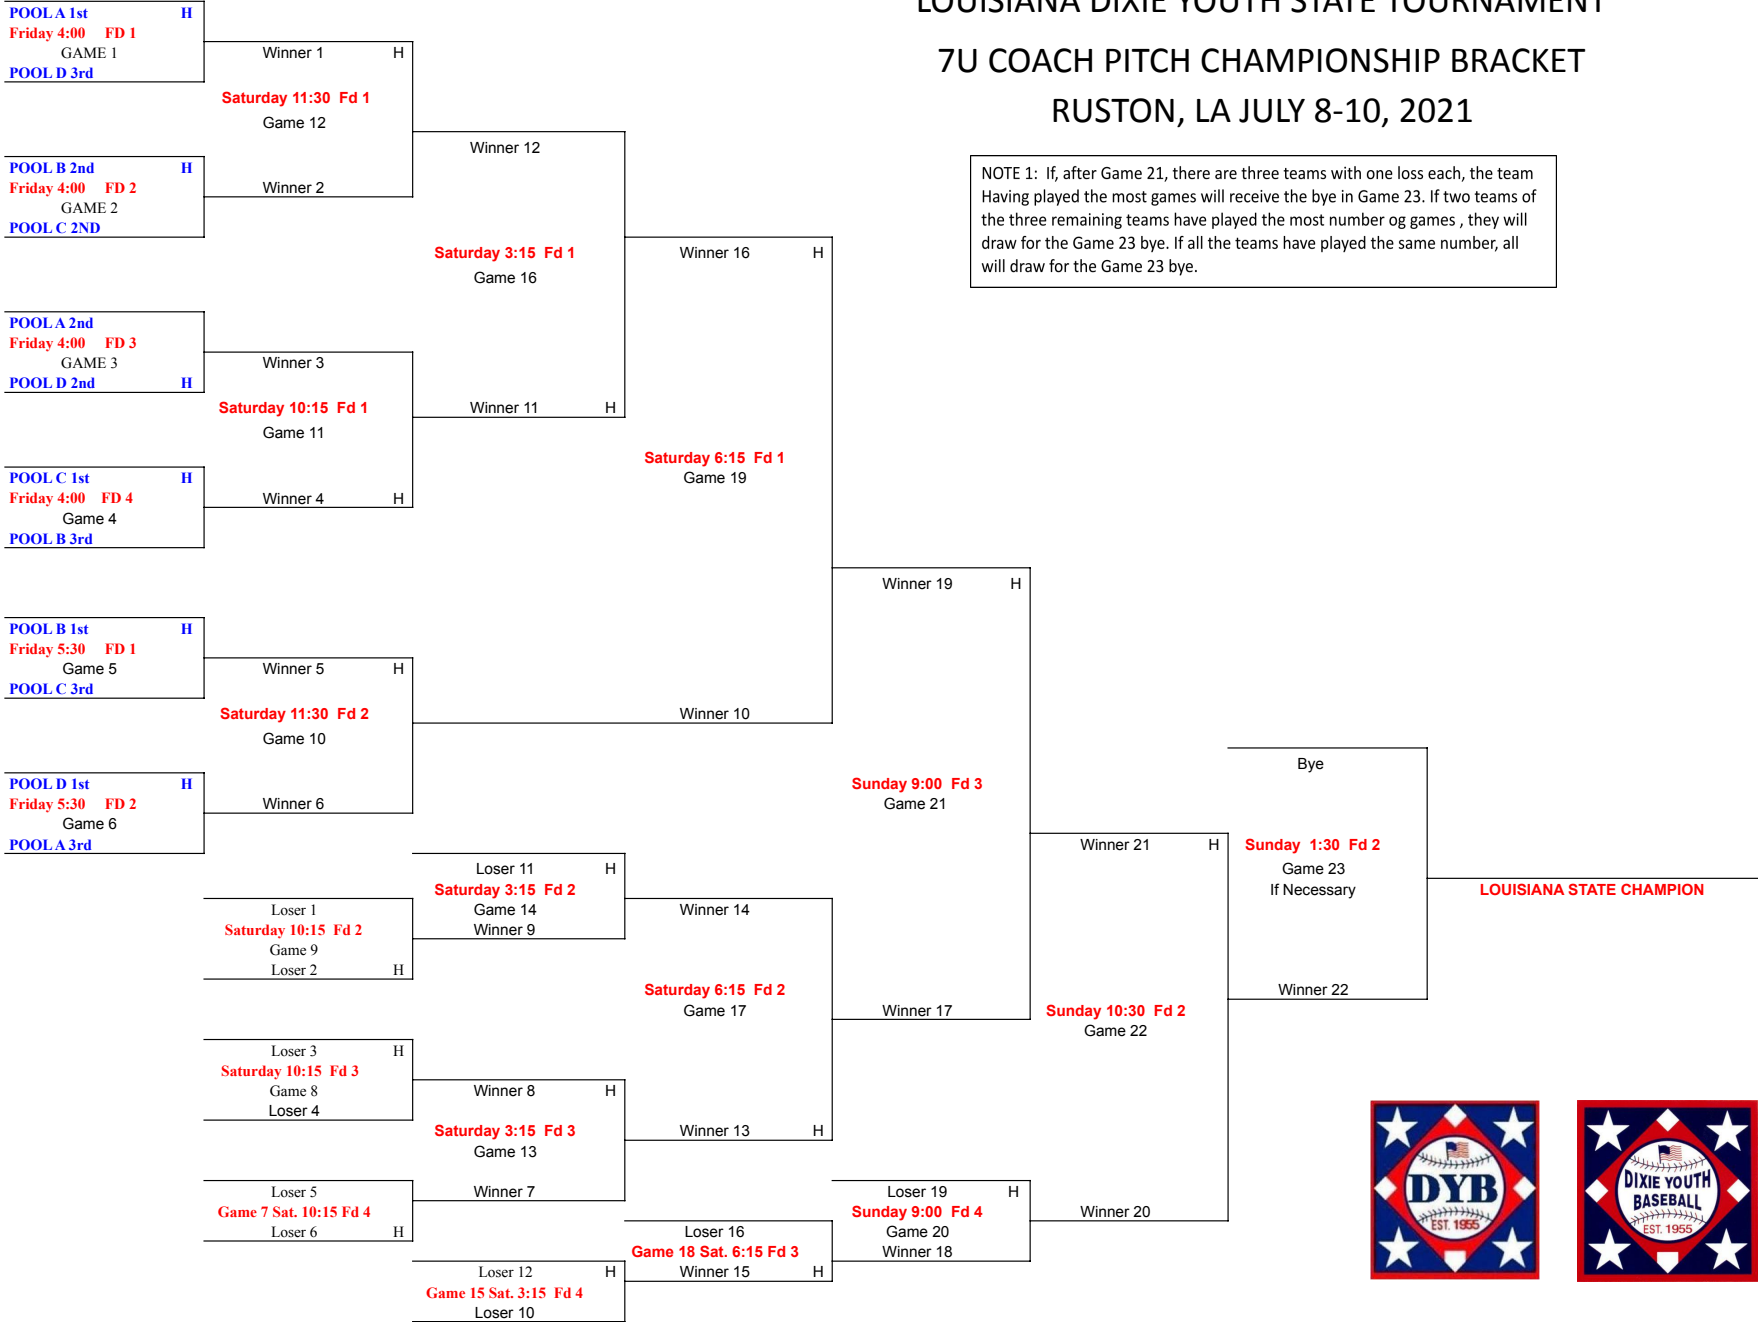 LOUISIANA DIXIE YOUTH STATE TOURNAMENT
7U COACH PITCH CHAMPIONSHIP BRACKET
RUSTON, LA JULY 8-10, 2021
NOTE 1: If, after Game 21, there are three teams with one loss each, the team
Having played the most games will receive the bye in Game 23. If two teams of
the three remaining teams have played the most number og games , they will
draw for the Game 23 bye. If all the teams have played the same number, all
will draw for the Game 23 bye.
POOL A 1st H
Friday 4:00 FD 1
GAME 1
POOL D 3rd
POOL B 2nd H
Friday 4:00 FD 2
GAME 2
POOL C 2ND
POOL A 2nd
Friday 4:00 FD 3
GAME 3
POOL D 2nd H
POOL C 1st H
Friday 4:00 FD 4
Game 4
POOL B 3rd
POOL B 1st H
Friday 5:30 FD 1
Game 5
POOL C 3rd
POOL D 1st H
Friday 5:30 FD 2
Game 6
POOL A 3rd
Winner 1 H
Saturday 11:30 Fd 1
Game 12
Winner 2
Winner 3
Saturday 10:15 Fd 1
Game 11
Winner 4 H
Winner 5 H
Saturday 11:30 Fd 2
Game 10
Winner 6
Loser 1
Saturday 10:15 Fd 2
Game 9
Loser 2 H
Loser 3 H
Saturday 10:15 Fd 3
Game 8
Loser 4
Loser 5
Game 7 Sat. 10:15 Fd 4
Loser 6 H
Winner 12
Saturday 3:15 Fd 1
Game 16
Winner 11 H
Loser 11 H
Saturday 3:15 Fd 2
Game 14
Winner 9
Winner 8 H
Saturday 3:15 Fd 3
Game 13
Winner 7
Loser 12 H
Game 15 Sat. 3:15 Fd 4
Loser 10
Winner 16 H
Saturday 6:15 Fd 1
Game 19
Winner 10
Winner 14
Saturday 6:15 Fd 2
Game 17
Winner 13 H
Loser 16
Game 18 Sat. 6:15 Fd 3
Winner 15 H
Winner 19 H
Sunday 9:00 Fd 3
Game 21
Winner 17
Loser 19 H
Sunday 9:00 Fd 4
Game 20
Winner 18
Winner 21 H
Sunday 10:30 Fd 2
Game 22
Winner 20
Bye
Sunday 1:30 Fd 2
Game 23
If Necessary
Winner 22
LOUISIANA STATE CHAMPION
DYB
EST. 1955
DIXIE YOUTH
BASEBALL
EST. 1955